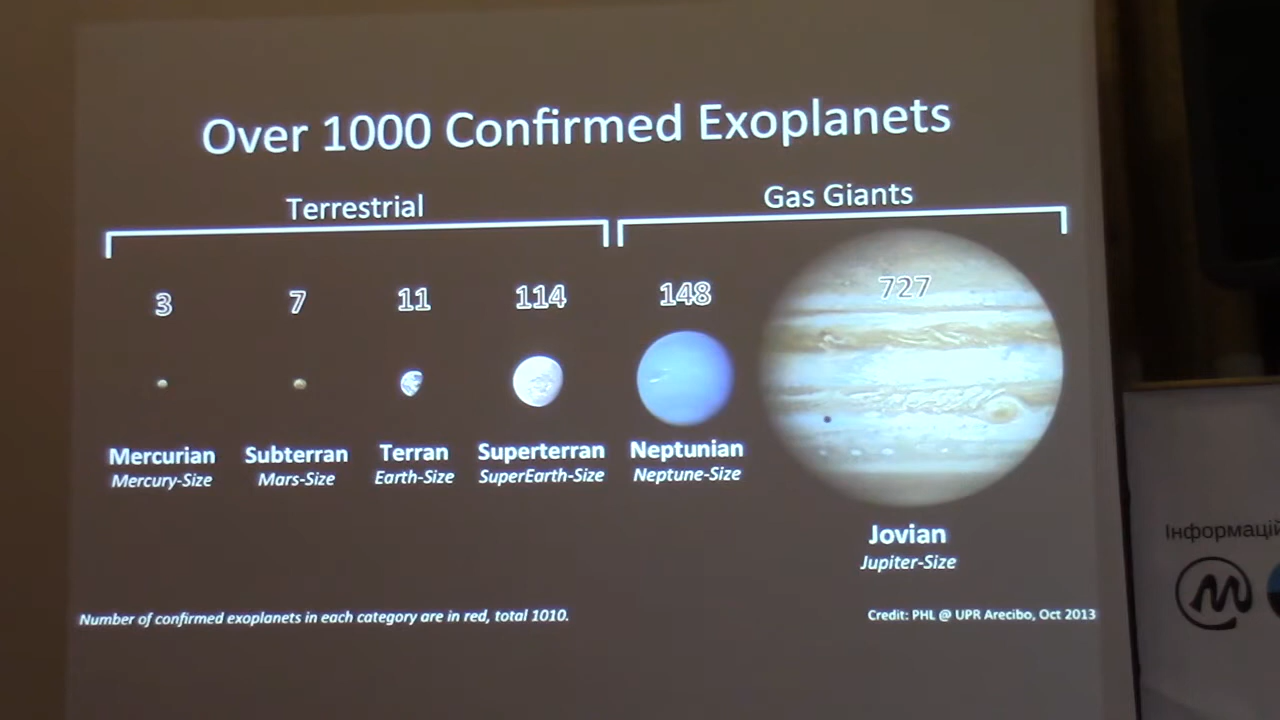 Over 1000 Confirmed Exoplanets
Terrestrial
Gas Giants
3
7
11
114
148
727
Mercurian
Mercury-Size
Subterran
Mars-Size
Terran
Earth-Size
Superterran
SuperEarth-Size
Neptunian
Neptune-Size
Jovian
Jupiter-Size
Number of confirmed exoplanets in each category are in red, total 1010.
Credit: PHL @ UPR Arecibo, Oct 2013
Інформацій